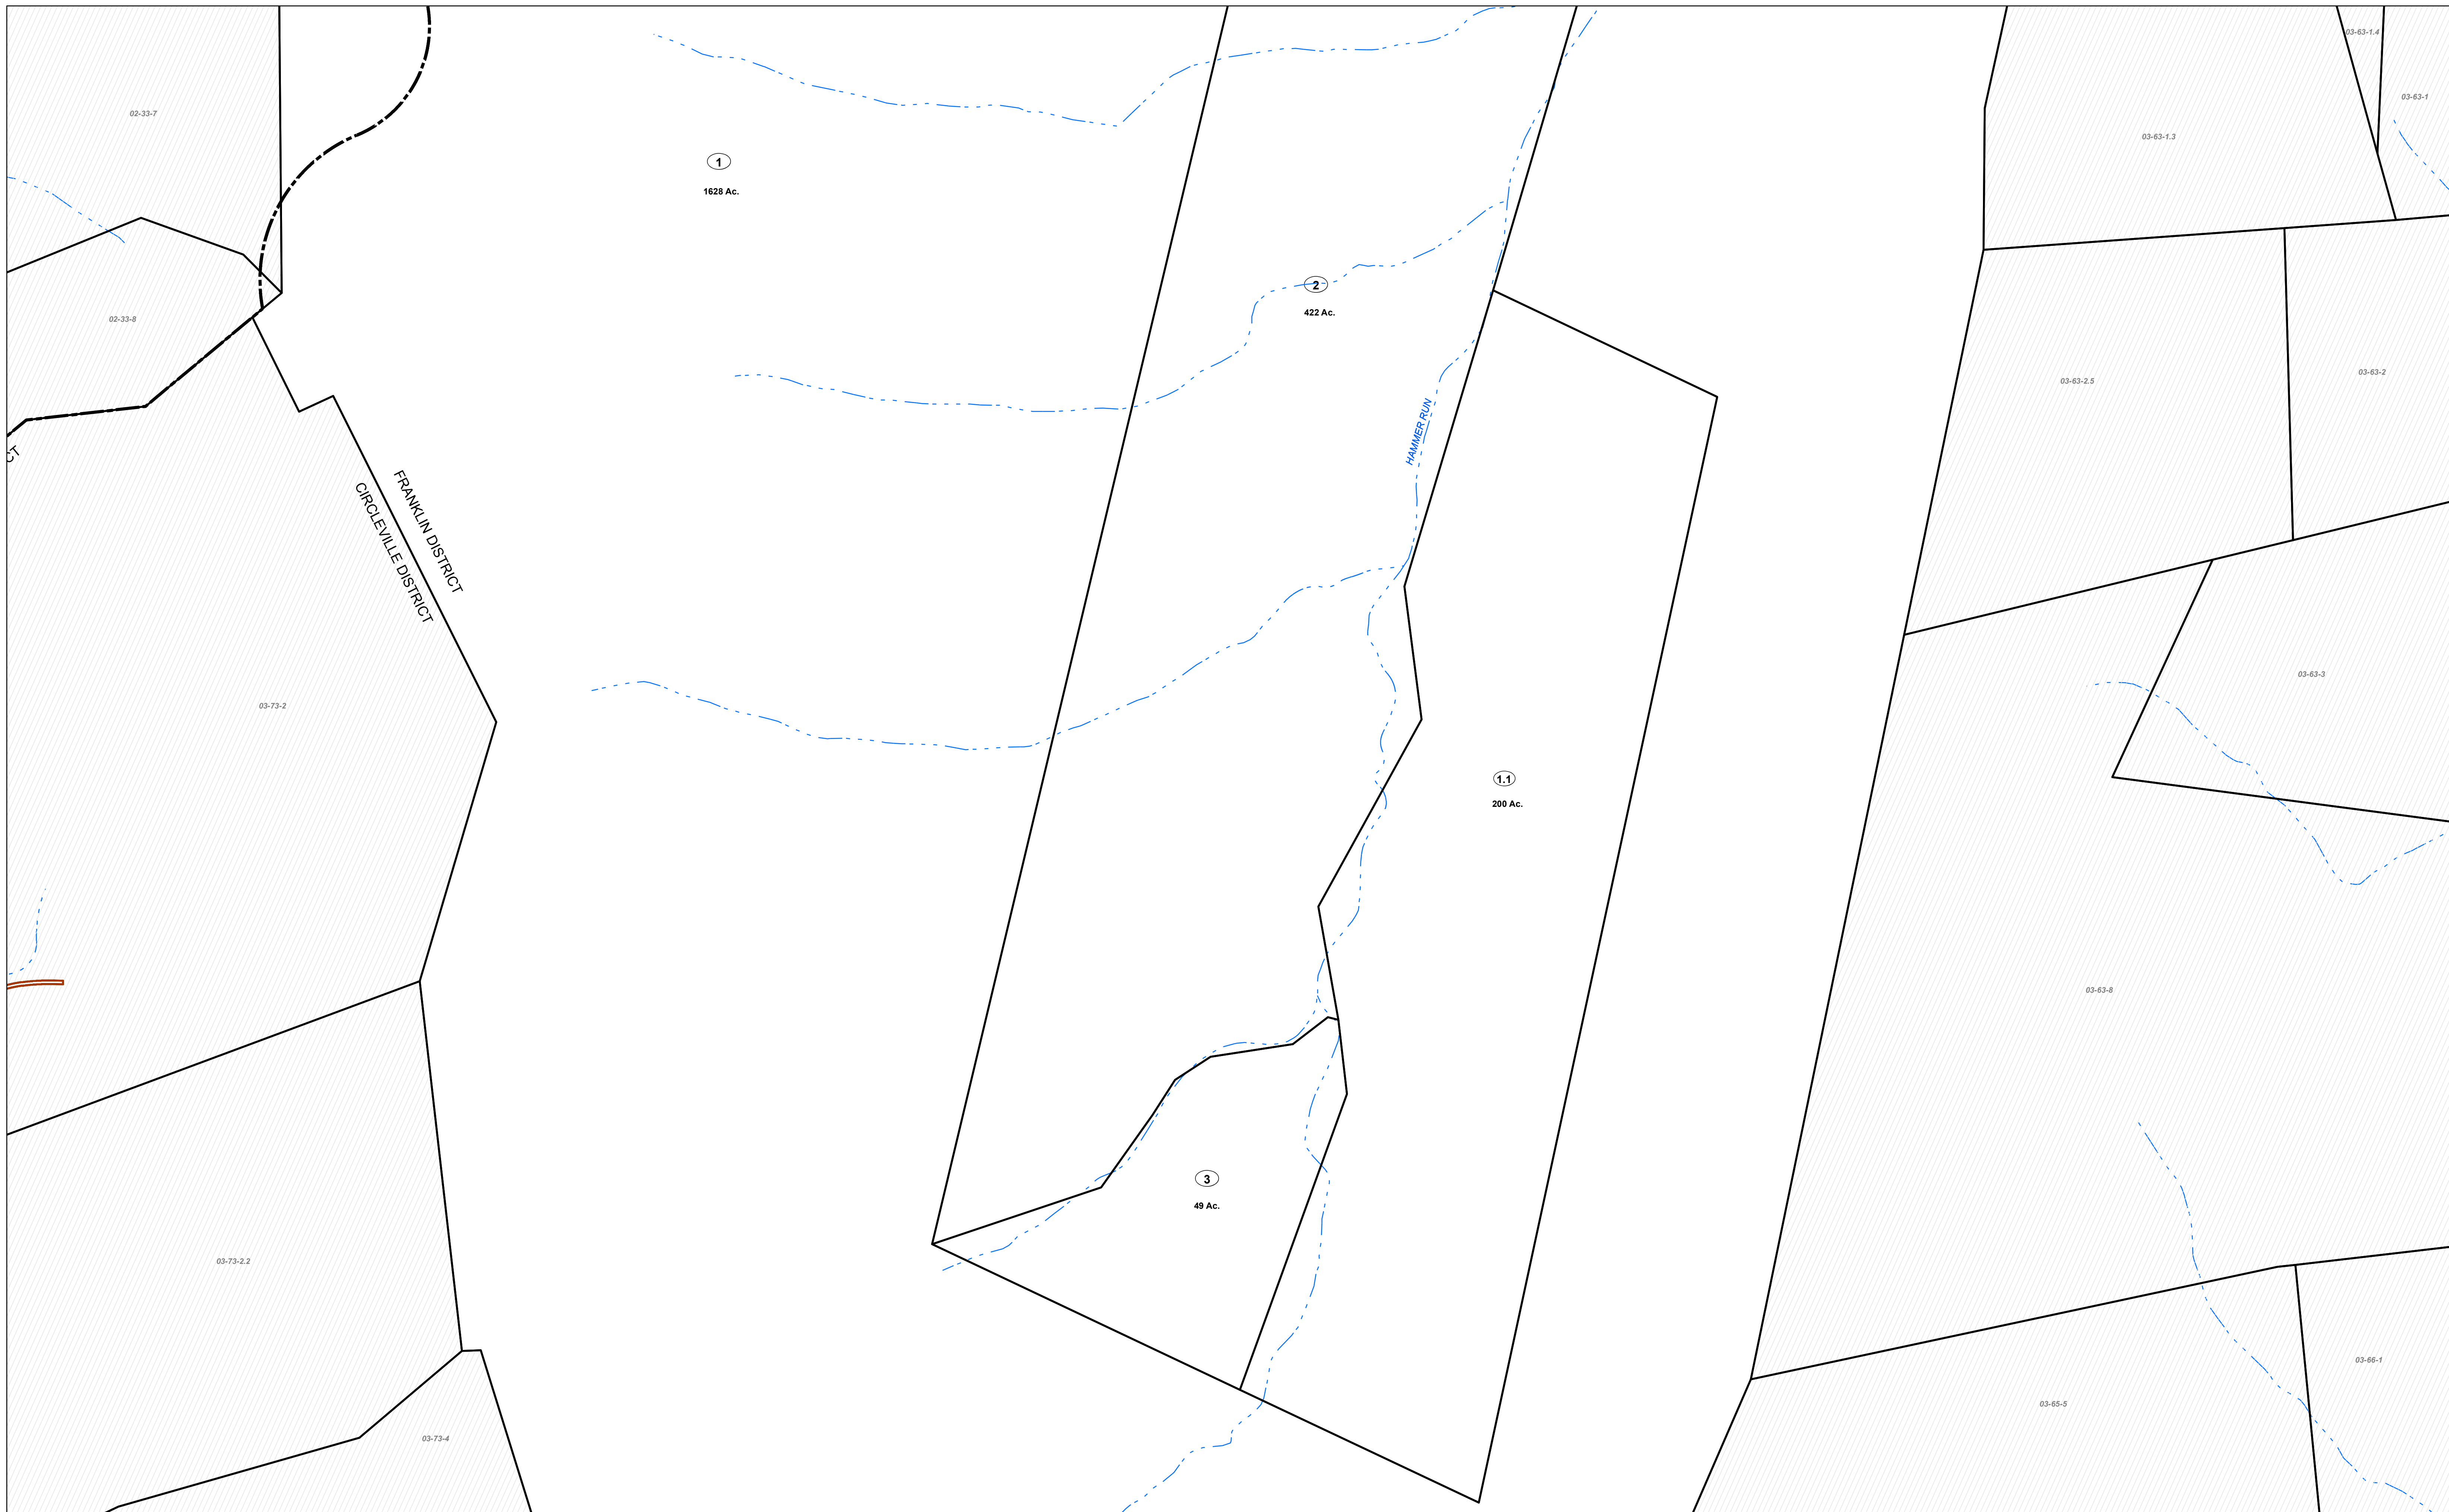 03-63-1.4
03-63-1
02-33-7
03-63-1.3
1
1628 Ac.
2
422 Ac.
02-33-8
03-63-2
03-63-2.5
HAMMER RUN
CT
FRANKLIN DISTRICT
CIRCLEVILLE DISTRICT
03-63-3
03-73-2
1.1
200 Ac.
03-63-8
3
49 Ac.
03-73-2.2
03-66-1
03-65-5
03-73-4